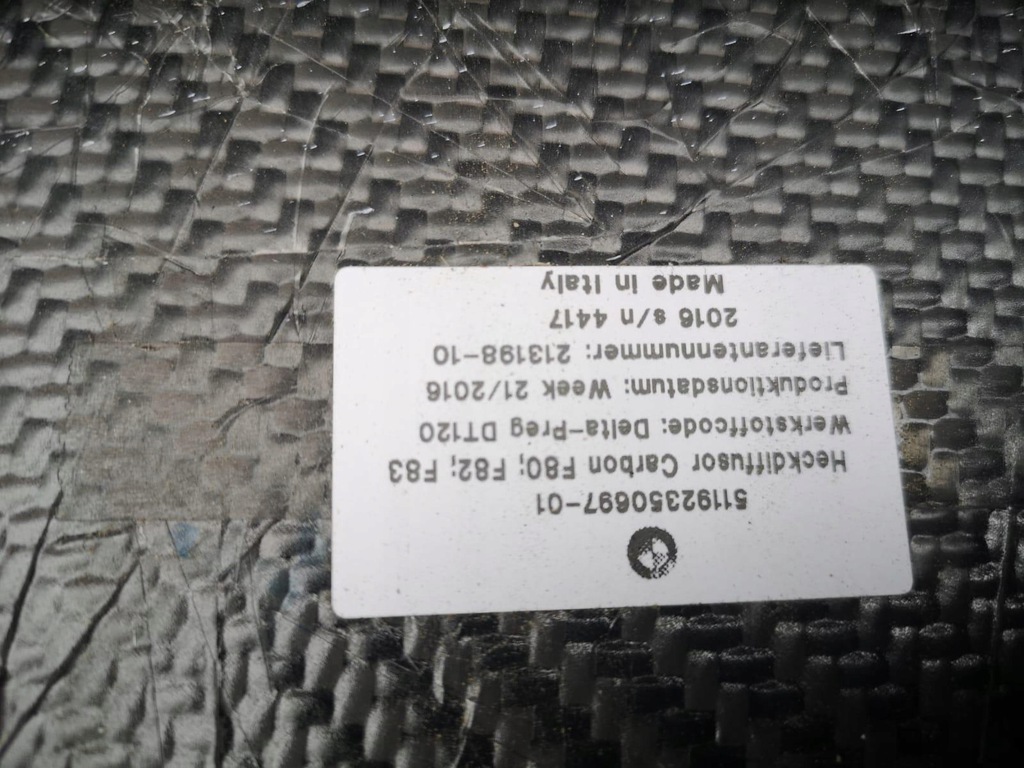 51192350697-01
Heckdiffusor Carbon F80; F82; F83
Werkstoffcode: Delta-Preg DT120
Produktionsdatum: Week 21/2016
Lieferantennummer: 213198-10
2016 s/n 4417
Made in Italy